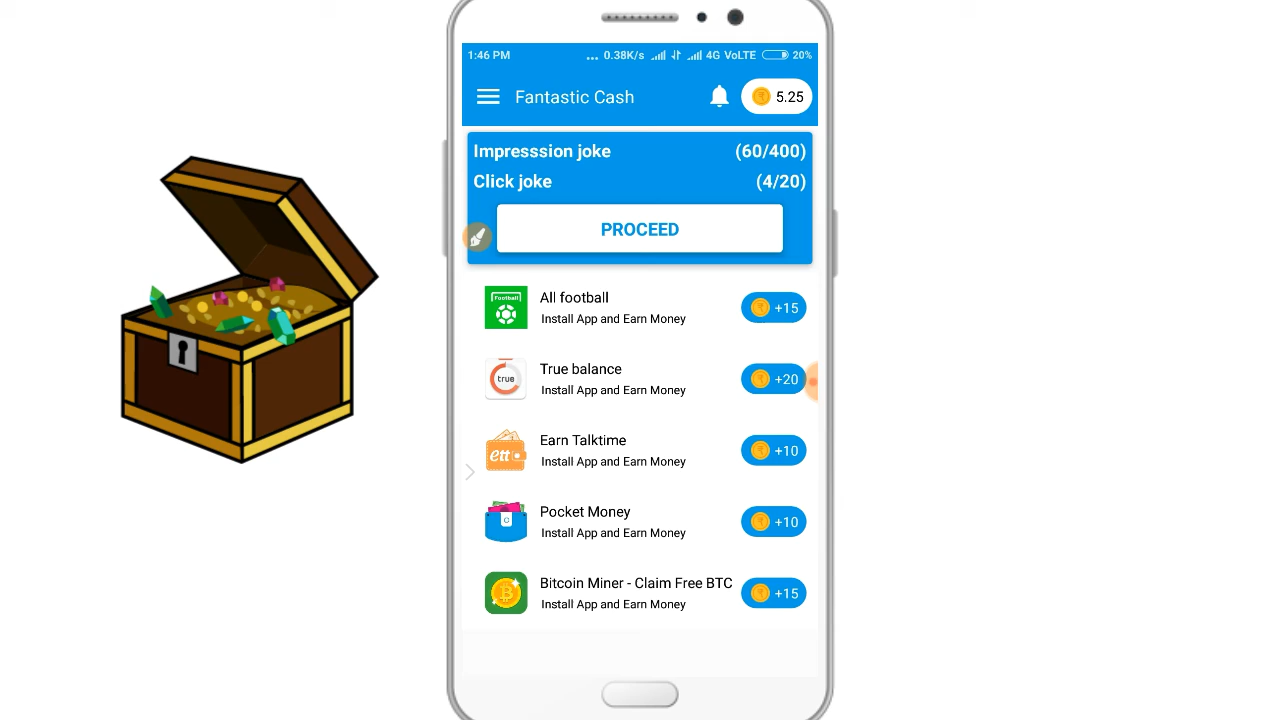 1:46 PM ... 0.38K/s 4G VoLTE 20%
Fantastic Cash 5.25
Impresssion joke (60/400)
Click joke (4/20)
PROCEED
Football
All football
Install App and Earn Money
+15
true
True balance
Install App and Earn Money
+20
ett
Earn Talktime
Install App and Earn Money
+10
Pocket Money
Install App and Earn Money
+10
Bitcoin Miner - Claim Free BTC
Install App and Earn Money
+15